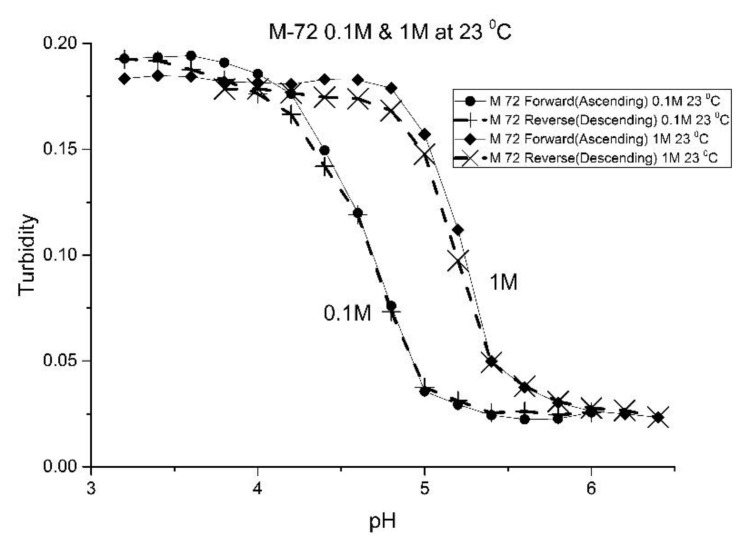 M-72 0.1M & 1M at 23 ⁰C
0.20
M 72 Forward(Ascending) 0.1M 23 ⁰C
M 72 Reverse(Descending) 0.1M 23 ⁰C
M 72 Forward(Ascending) 1M 23 ⁰C
M 72 Reverse(Descending) 1M 23 ⁰C
0.15
0.10
Turbidity
1M
0.1M
0.05
0.00
3 4 5 6
pH